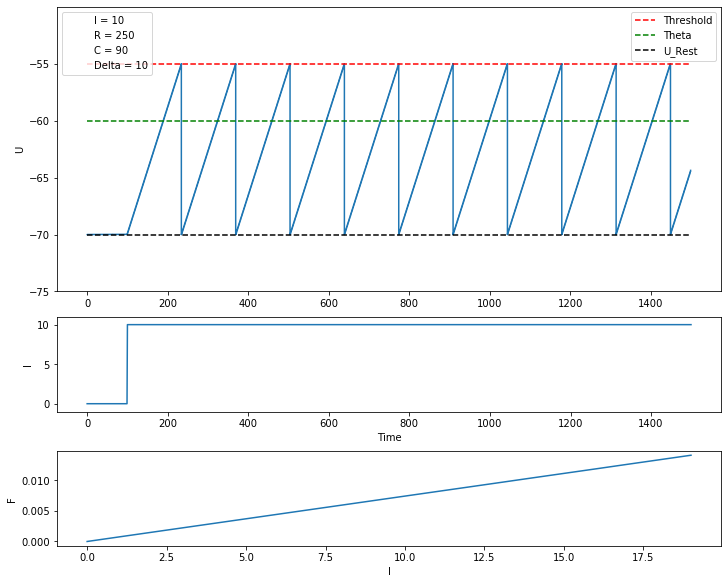 I = 10
R = 250
C = 90
Delta = 10
Threshold
Theta
U_Rest
U
−55
−60
−65
−70
−75
0 200 400 600 800 1000 1200 1400
I
10
5
0
0 200 400 600 800 1000 1200 1400
Time
F
0.010
0.005
0.000
0.0 2.5 5.0 7.5 10.0 12.5 15.0 17.5
I